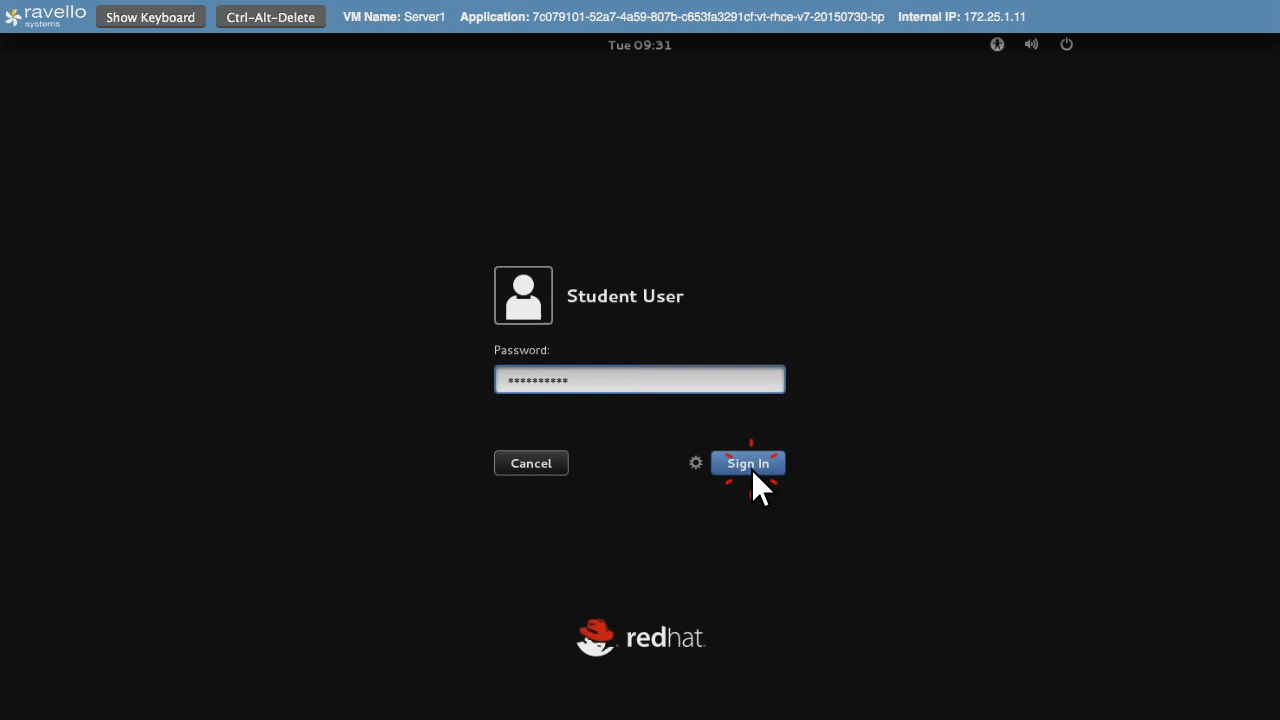 ravello
systems
Show Keyboard
Ctrl-Alt-Delete
VM Name: Server1
Application: 7c079101-52a7-4a59-807b-c653fa3291cf:vt-rhce-v7-20150730-bp
Internal IP: 172.25.1.11
Tue 09:31
Student User
Password:
**********
Cancel
Sign In
redhat.